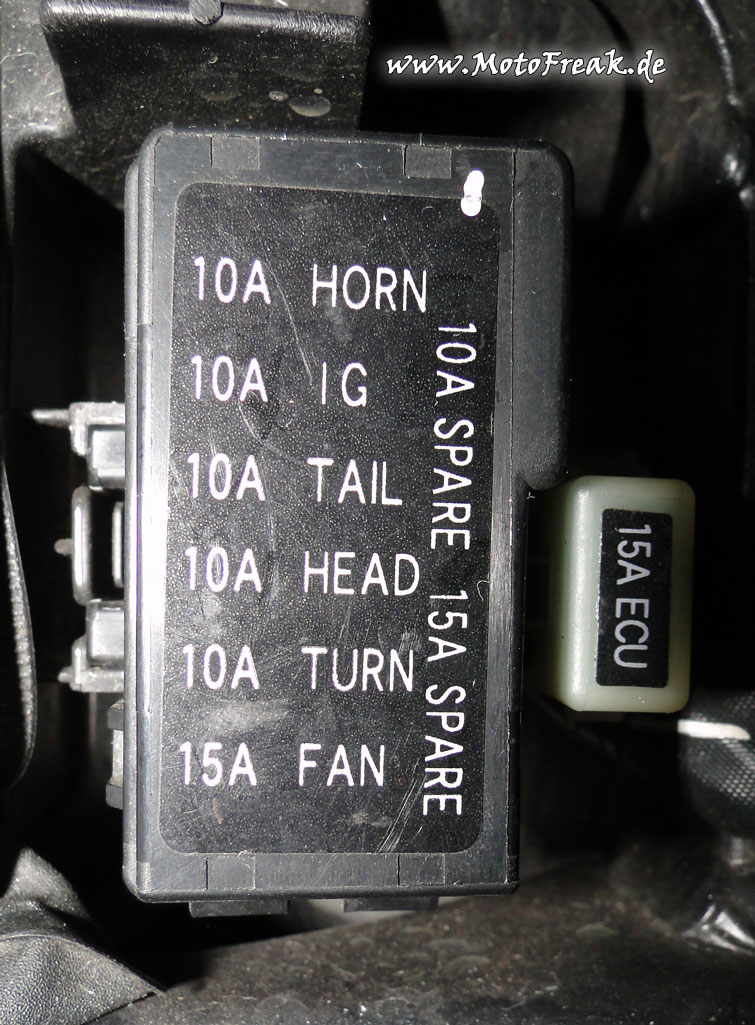 www.MotoFreak.de
10A HORN
10A IG
10A TAIL
10A HEAD
10A TURN
15A FAN
10A SPARE 15A SPARE
15A ECU